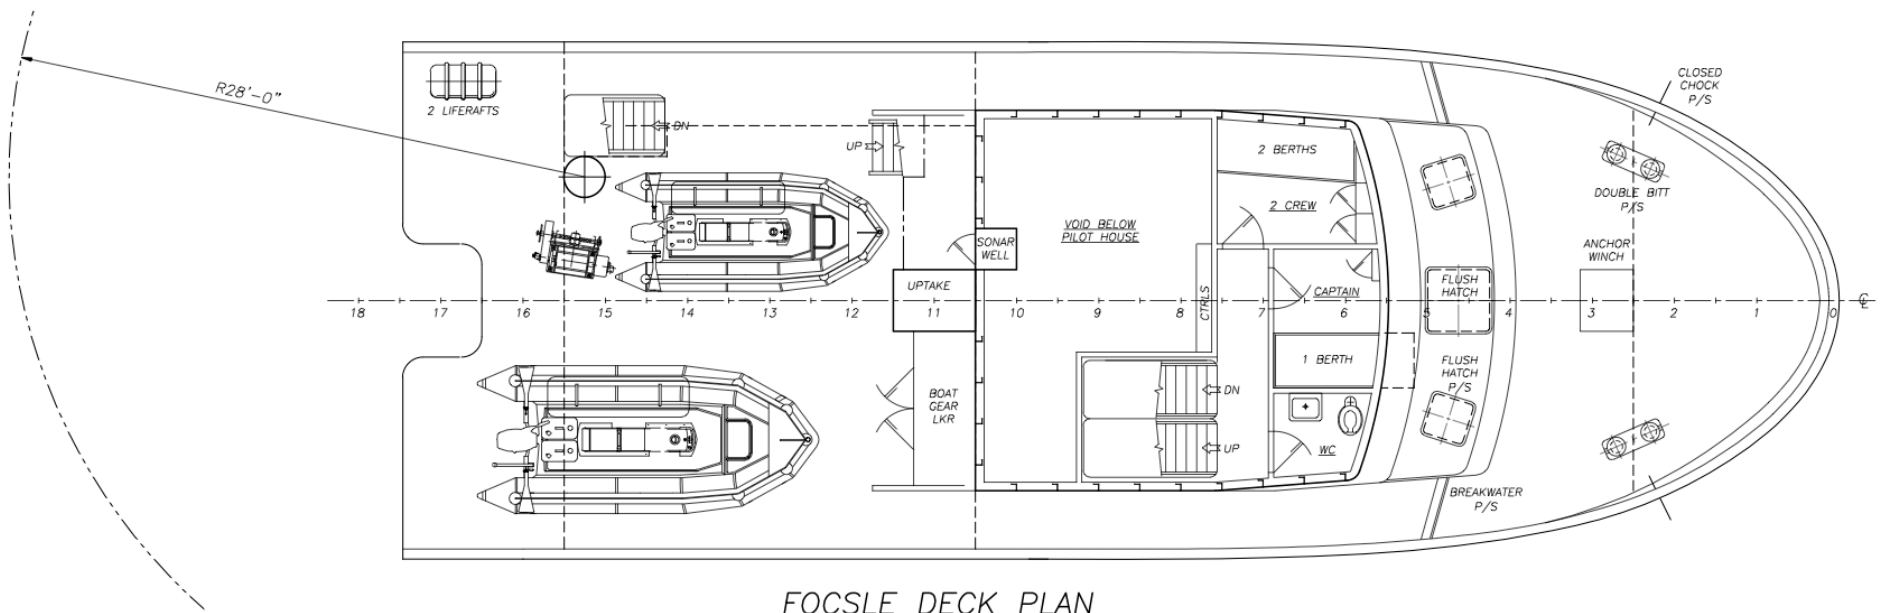 R28'-0"
2 LIFERAFTS
DN
UP
2 BERTHS
2 CREW
VOID BELOW
PILOT HOUSE
SONAR
WELL
UPTAKE
CTRLS
CAPTAIN
FLUSH
HATCH
ANCHOR
WINCH
CLOSED
CHOCK
P/S
DOUBLE BITT
P/S
18 17 16 15 14 13 12 11 10 9 8 7 6 5 4 3 2 1 0 ℄
1 BERTH
FLUSH
HATCH
P/S
BOAT
GEAR
LKR
DN
UP
WC
BREAKWATER
P/S
FOCSLE DECK PLAN